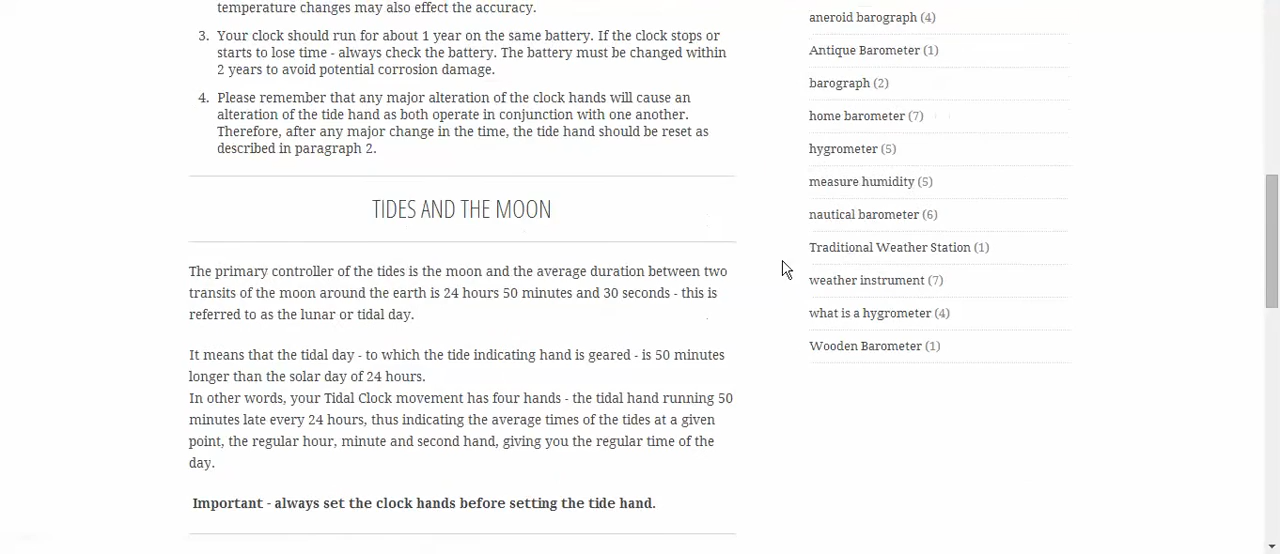 temperature changes may also effect the accuracy.
3. Your clock should run for about 1 year on the same battery. If the clock stops or
starts to lose time - always check the battery. The battery must be changed within
2 years to avoid potential corrosion damage.
4. Please remember that any major alteration of the clock hands will cause an
alteration of the tide hand as both operate in conjunction with one another.
Therefore, after any major change in the time, the tide hand should be reset as
described in paragraph 2.
TIDES AND THE MOON
The primary controller of the tides is the moon and the average duration between two
transits of the moon around the earth is 24 hours 50 minutes and 30 seconds - this is
referred to as the lunar or tidal day.
It means that the tidal day - to which the tide indicating hand is geared - is 50 minutes
longer than the solar day of 24 hours.
In other words, your Tidal Clock movement has four hands - the tidal hand running 50
minutes late every 24 hours, thus indicating the average times of the tides at a given
point, the regular hour, minute and second hand, giving you the regular time of the
day.
Important - always set the clock hands before setting the tide hand.
aneroid barograph (4)
Antique Barometer (1)
barograph (2)
home barometer (7)
hygrometer (5)
measure humidity (5)
nautical barometer (6)
Traditional Weather Station (1)
weather instrument (7)
what is a hygrometer (4)
Wooden Barometer (1)